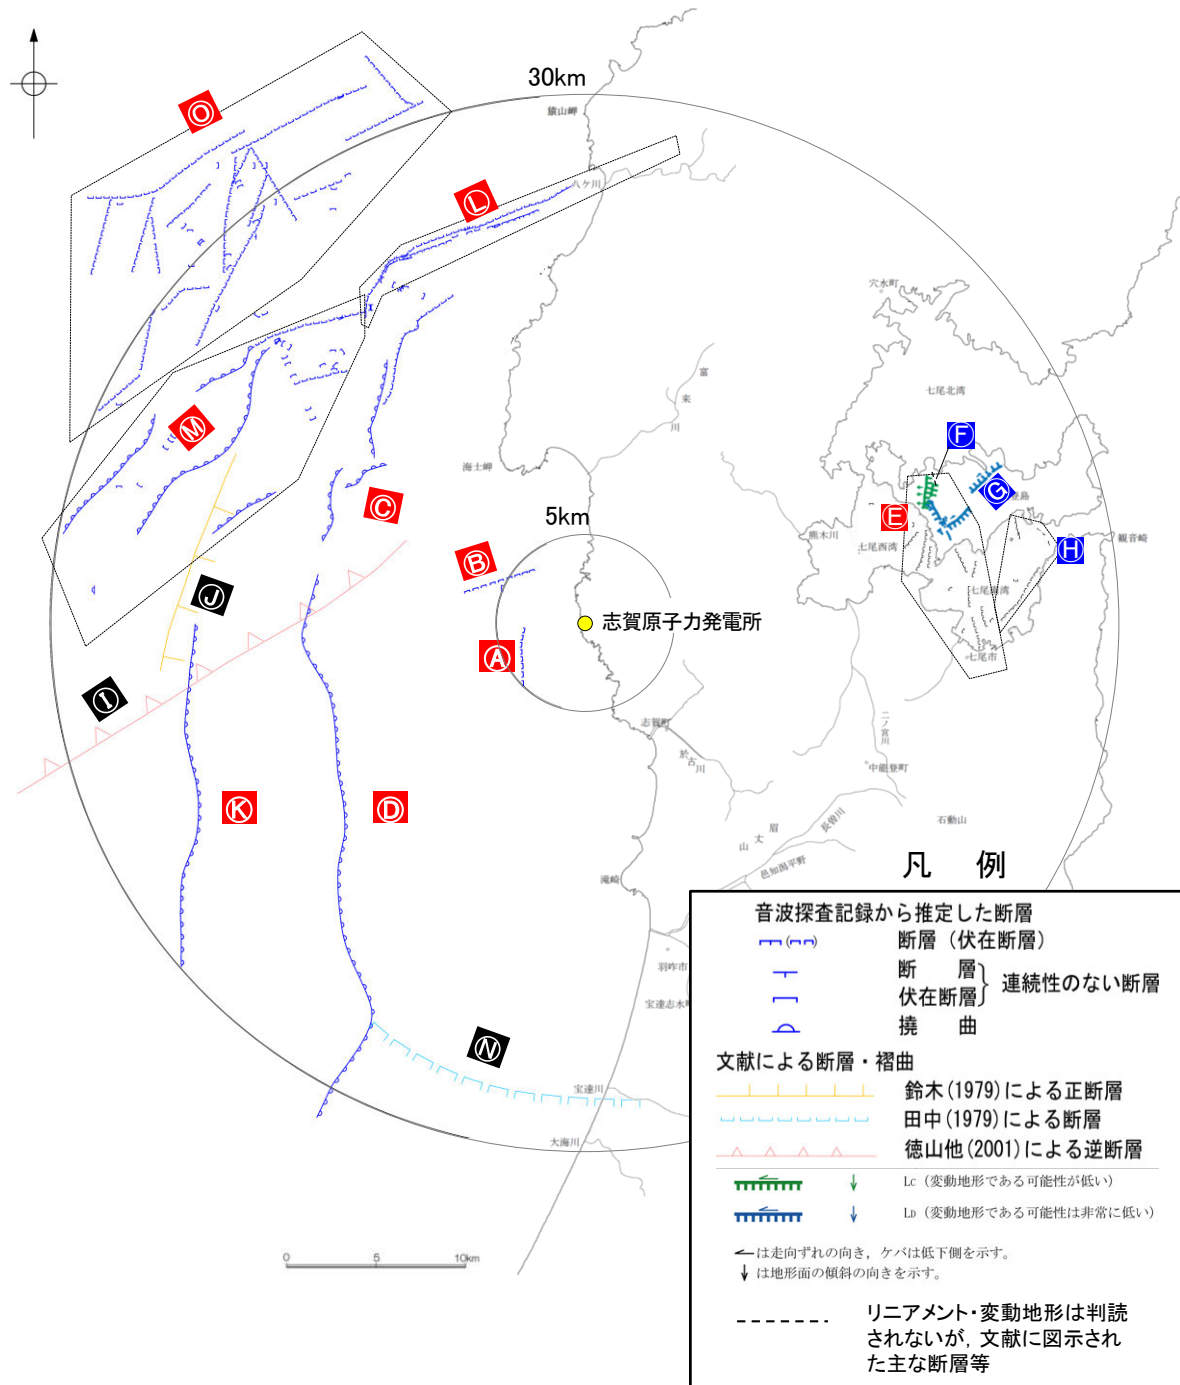 30km
猿山岬
Ⓞ
八ケ川
Ⓛ
穴水町
富
来
川
七尾北湾
Ⓜ
Ⓕ
海士岬
Ⓒ
Ⓖ
5km
Ⓔ
熊木川
七尾西湾
Ⓗ
観音崎
Ⓑ
Ⓙ
七尾南湾
志賀原子力発電所
Ⓐ
七尾市
Ⓘ
志賀町
於
古
川
二
ノ
宮
川
中能登町
Ⓚ
Ⓓ
長曽川
石動山
眉
丈
山
邑知潟平野
滝崎
羽咋市
宝達志水町
Ⓝ
宝達川
大海川
0 5 10km
凡 例
音波探査記録から推定した断層
断層（伏在断層）
断 層
伏在断層
連続性のない断層
撓 曲
文献による断層・褶曲
鈴木(1979)による正断層
田中(1979)による断層
徳山他(2001)による逆断層
LC（変動地形である可能性が低い）
LD（変動地形である可能性は非常に低い）
は走向ずれの向き，ケバは低下側を示す。
は地形面の傾斜の向きを示す。
リニアメント・変動地形は判読
されないが，文献に図示され
た主な断層等